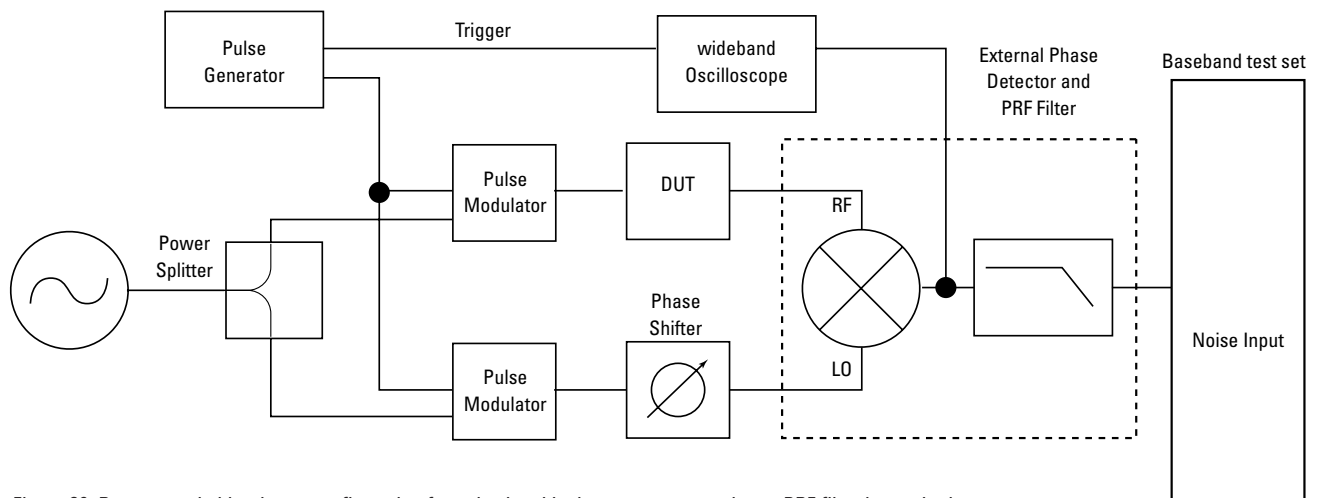 Pulse
Generator
Trigger
wideband
Oscilloscope
External Phase
Detector and
PRF Filter
Baseband test set
Pulse
Modulator
DUT
RF
Power
Splitter
Phase
Shifter
Noise Input
Pulse
Modulator
LO